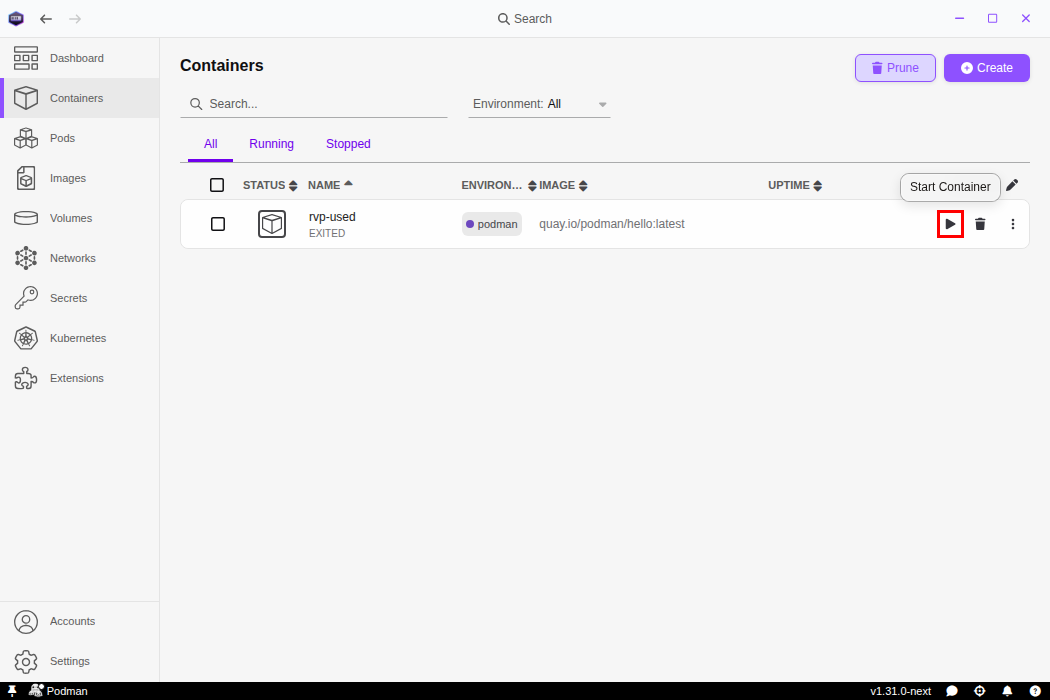 Search
Dashboard
Containers
Pods
Images
Volumes
Networks
Secrets
Kubernetes
Extensions
Accounts
Settings
Containers
Prune
Create
Search...
Environment: All
All Running Stopped
STATUS NAME ENVIRON... IMAGE UPTIME
Start Container
rvp-used
EXITED
podman
quay.io/podman/hello:latest
Podman
v1.31.0-next